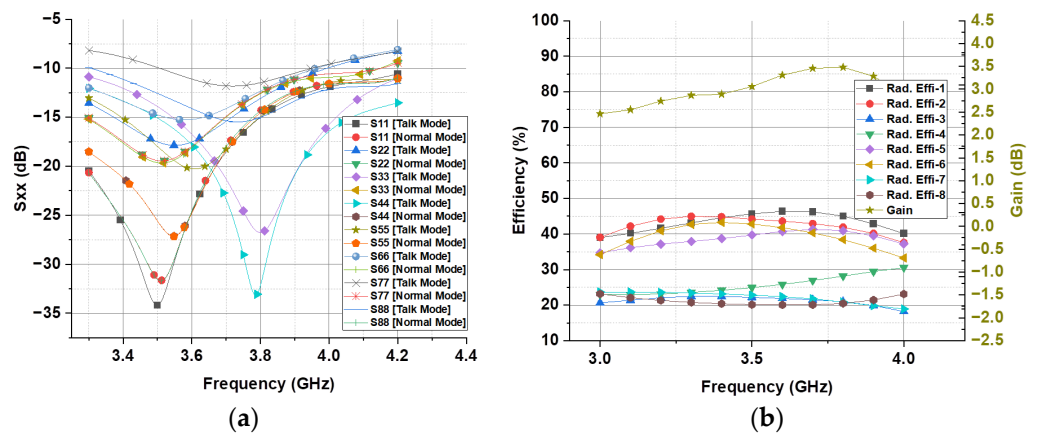 −5
−10
−15
−20
−25
−30
−35
Sxx (dB)
3.4
3.6
3.8
4.0
4.2
4.4
Frequency (GHz)
S11 [Talk Mode]
S11 [Normal Mode]
S22 [Talk Mode]
S22 [Normal Mode]
S33 [Talk Mode]
S33 [Normal Mode]
S44 [Talk Mode]
S44 [Normal Mode]
S55 [Talk Mode]
S55 [Normal Mode]
S66 [Talk Mode]
S66 [Normal Mode]
S77 [Talk Mode]
S77 [Normal Mode]
S88 [Talk Mode]
S88 [Normal Mode]
(a)
100
90
80
70
60
50
40
30
20
10
Efficiency (%)
3.0
3.5
4.0
Frequency (GHz)
Rad. Effi-1
Rad. Effi-2
Rad. Effi-3
Rad. Effi-4
Rad. Effi-5
Rad. Effi-6
Rad. Effi-7
Rad. Effi-8
Gain
4.5
4.0
3.5
3.0
2.5
2.0
1.5
1.0
0.5
0.0
−0.5
−1.0
−1.5
−2.0
−2.5
Gain (dB)
(b)